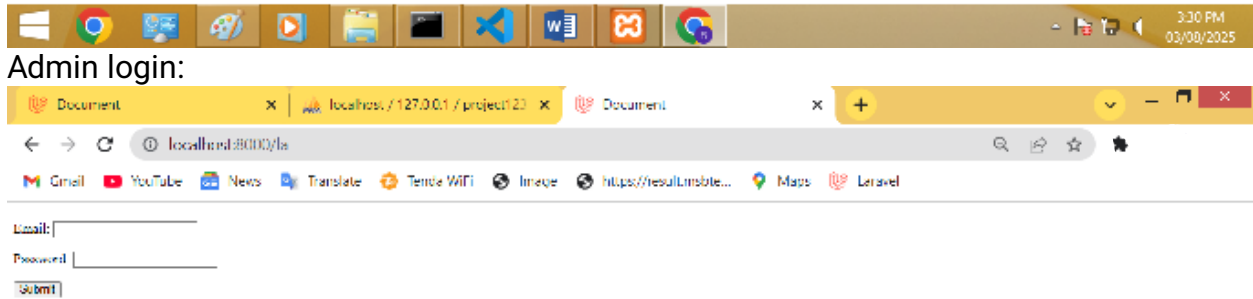 3:30 PM
03/08/2025
Admin login:
Document localhost / 127.0.0.1 / project123 Document
localhost:8000/la
Gmail YouTube News Translate Tenda WiFi Image https://result.msbte... Maps Laravel
Email:
Password
Submit